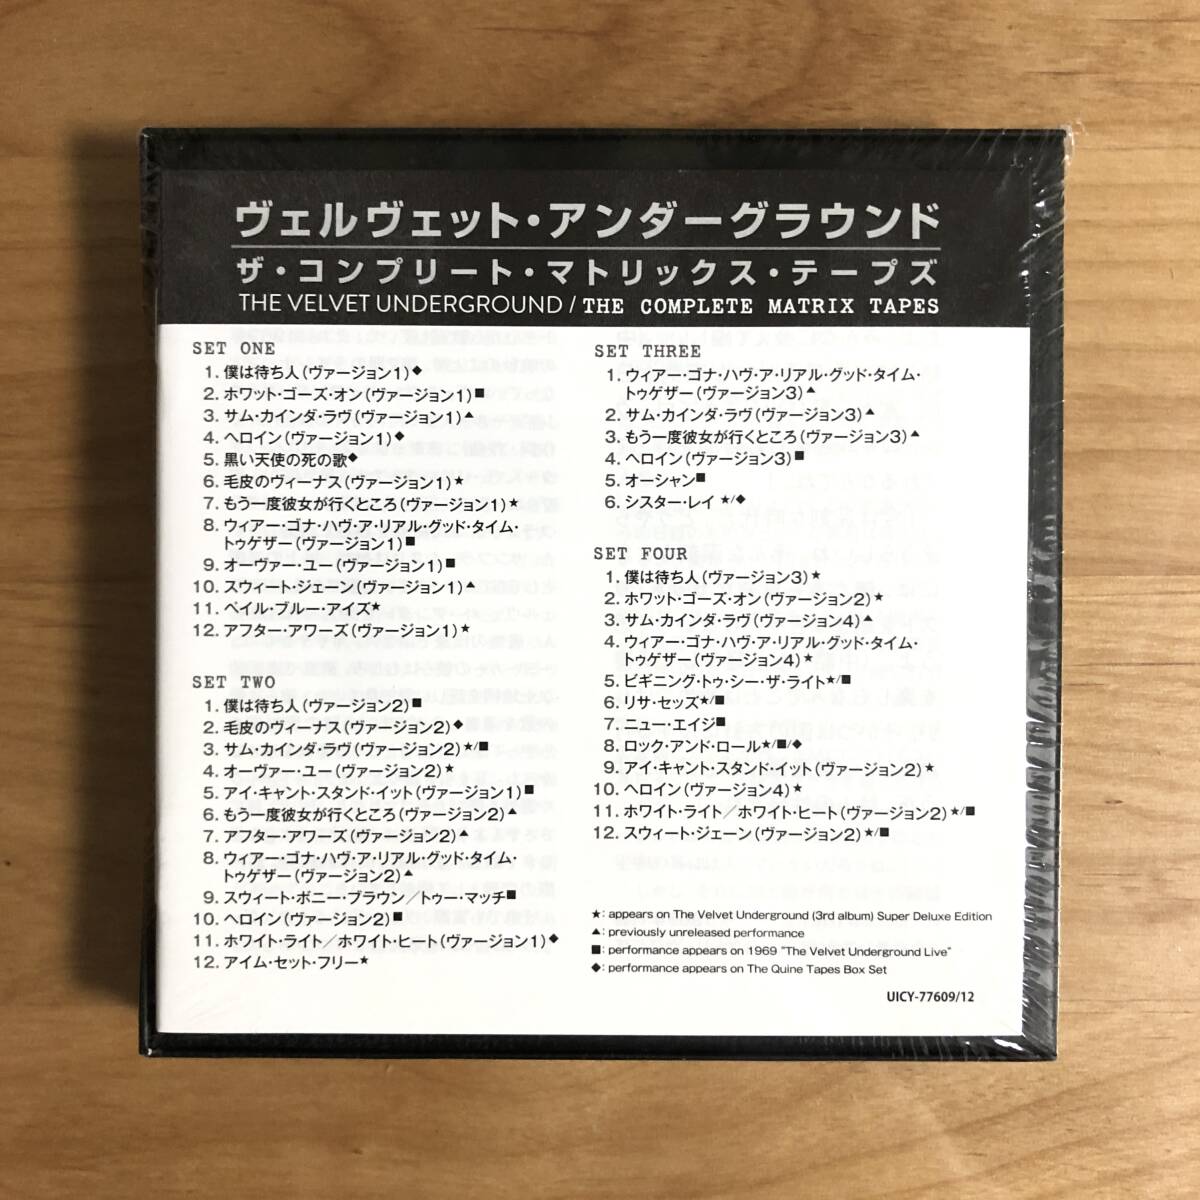 ヴェルヴェット・アンダーグラウンド
ザ・コンプリート・マトリックス・テープズ
THE VELVET UNDERGROUND / THE COMPLETE MATRIX TAPES
SET ONE
1. 僕は待ち人(ヴァージョン1)◆
2. ホワット・ゴーズ・オン(ヴァージョン1)■
3. サム・カインダ・ラヴ(ヴァージョン1)▲
4. ヘロイン(ヴァージョン1)◆
5. 黒い天使の死の歌◆
6. 毛皮のヴィーナス(ヴァージョン1)★
7. もう一度彼女が行くところ(ヴァージョン1)★
8. ウィアー・ゴナ・ハヴ・ア・リアル・グッド・タイム・
トゥゲザー(ヴァージョン1)■
9. オーヴァー・ユー(ヴァージョン1)■
10. スウィート・ジェーン(ヴァージョン1)▲
11. ペイル・ブルー・アイズ★
12. アフター・アワーズ(ヴァージョン1)★
SET TWO
1. 僕は待ち人(ヴァージョン2)■
2. 毛皮のヴィーナス(ヴァージョン2)◆
3. サム・カインダ・ラヴ(ヴァージョン2)★/■
4. オーヴァー・ユー(ヴァージョン2)★
5. アイ・キャント・スタンド・イット(ヴァージョン1)■
6. もう一度彼女が行くところ(ヴァージョン2)▲
7. アフター・アワーズ(ヴァージョン2)▲
8. ウィアー・ゴナ・ハヴ・ア・リアル・グッド・タイム・
トゥゲザー(ヴァージョン2)▲
9. スウィート・ボニー・ブラウン/トゥー・マッチ■
10. ヘロイン(ヴァージョン2)■
11. ホワイト・ライト/ホワイト・ヒート(ヴァージョン1)◆
12. アイム・セット・フリー★
SET THREE
1. ウィアー・ゴナ・ハヴ・ア・リアル・グッド・タイム・
トゥゲザー(ヴァージョン3)▲
2. サム・カインダ・ラヴ(ヴァージョン3)▲
3. もう一度彼女が行くところ(ヴァージョン3)▲
4. ヘロイン(ヴァージョン3)■
5. オーシャン■
6. シスター・レイ ★/◆
SET FOUR
1. 僕は待ち人(ヴァージョン3)★
2. ホワット・ゴーズ・オン(ヴァージョン2)★
3. サム・カインダ・ラヴ(ヴァージョン4)▲
4. ウィアー・ゴナ・ハヴ・ア・リアル・グッド・タイム・
トゥゲザー(ヴァージョン4)★
5. ビギニング・トゥ・シー・ザ・ライト★/■
6. リサ・セッズ★/■
7. ニュー・エイジ■
8. ロック・アンド・ロール★/■/◆
9. アイ・キャント・スタンド・イット(ヴァージョン2)★
10. ヘロイン(ヴァージョン4)★
11. ホワイト・ライト/ホワイト・ヒート(ヴァージョン2)★/■
12. スウィート・ジェーン(ヴァージョン2)★/■
★: appears on The Velvet Underground (3rd album) Super Deluxe Edition
▲: previously unreleased performance
■: performance appears on 1969 "The Velvet Underground Live"
◆: performance appears on The Quine Tapes Box Set
UICY-77609/12